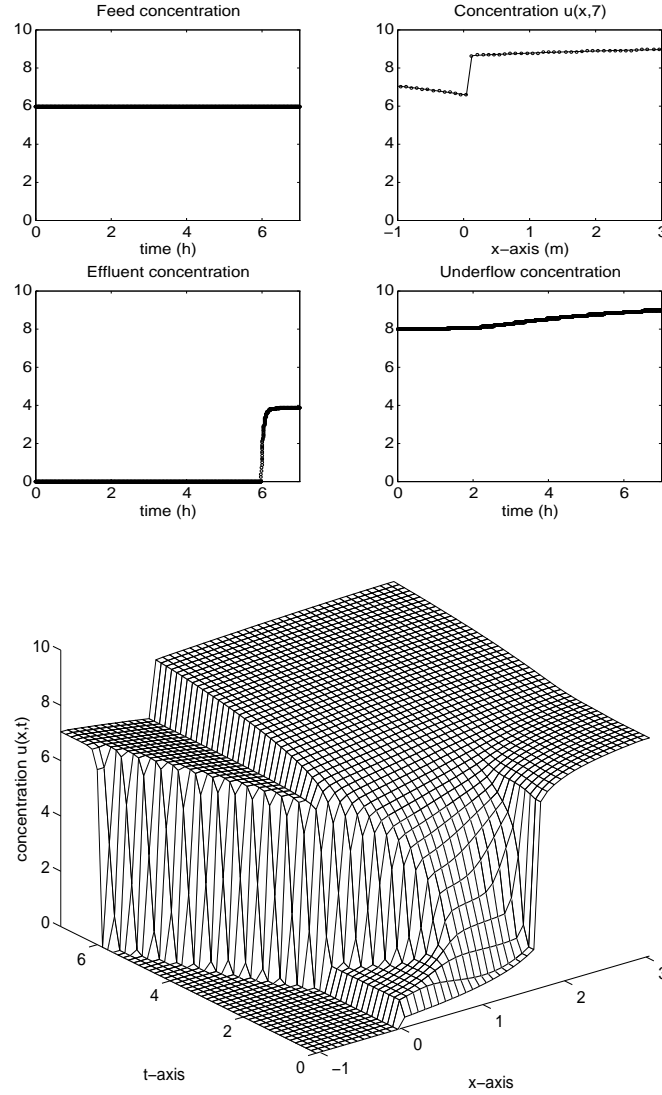 Feed concentration
10
8
6
4
2
0
0 2 4 6
time (h)
Concentration u(x,7)
10
8
6
4
2
0
−1 0 1 2 3
x−axis (m)
Effluent concentration
10
8
6
4
2
0
0 2 4 6
time (h)
Underflow concentration
10
8
6
4
2
0
0 2 4 6
time (h)
10
8
6
4
2
0
concentration u(x,t)
6
4
2
0
t−axis
−1
0
1
2
3
x−axis